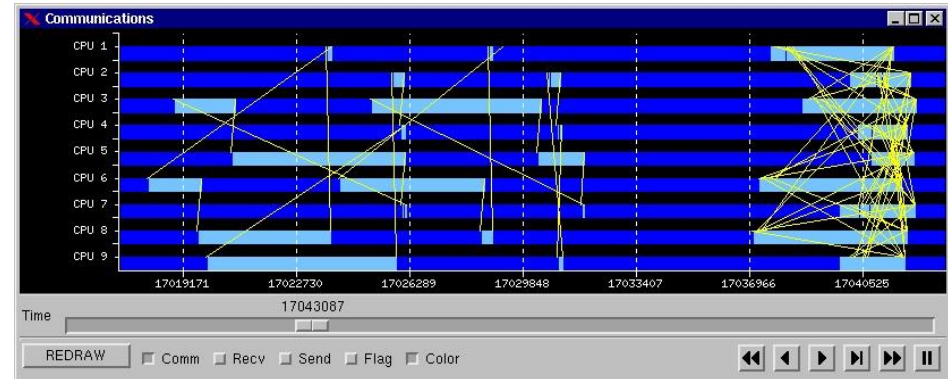 Communications
CPU 1
CPU 2
CPU 3
CPU 4
CPU 5
CPU 6
CPU 7
CPU 8
CPU 9
17019171 17022730 17026289 17029848 17033407 17036966 17040525
Time 17043087
REDRAW Comm Recv Send Flag Color